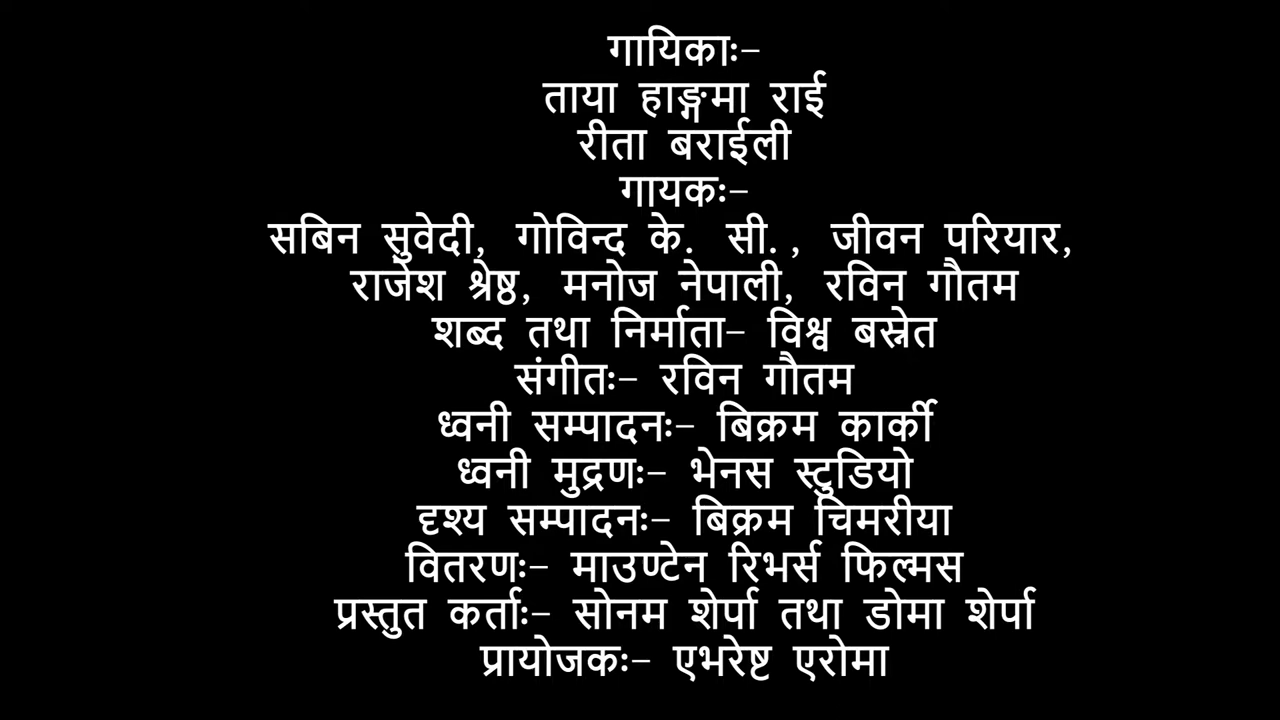 गायिकाः-
ताया हाङ्गमा राई
रीता बराईली
गायकः-
सबिन सुवेदी, गोविन्द के. सी. , जीवन परियार,
राजेश श्रेष्ठ, मनोज नेपाली, रविन गौतम
शब्द तथा निर्माता- विश्व बस्नेत
संगीतः- रविन गौतम
ध्वनी सम्पादनः- बिक्रम कार्की
ध्वनी मुद्रणः- भेनस स्टुडियो
दृश्य सम्पादनः- बिक्रम चिमरीया
वितरणः- माउण्टेन रिभर्स फिल्मस
प्रस्तुत कर्ताः- सोनम शेर्पा तथा डोमा शेर्पा
प्रायोजकः- एभरेष्ट एरोमा